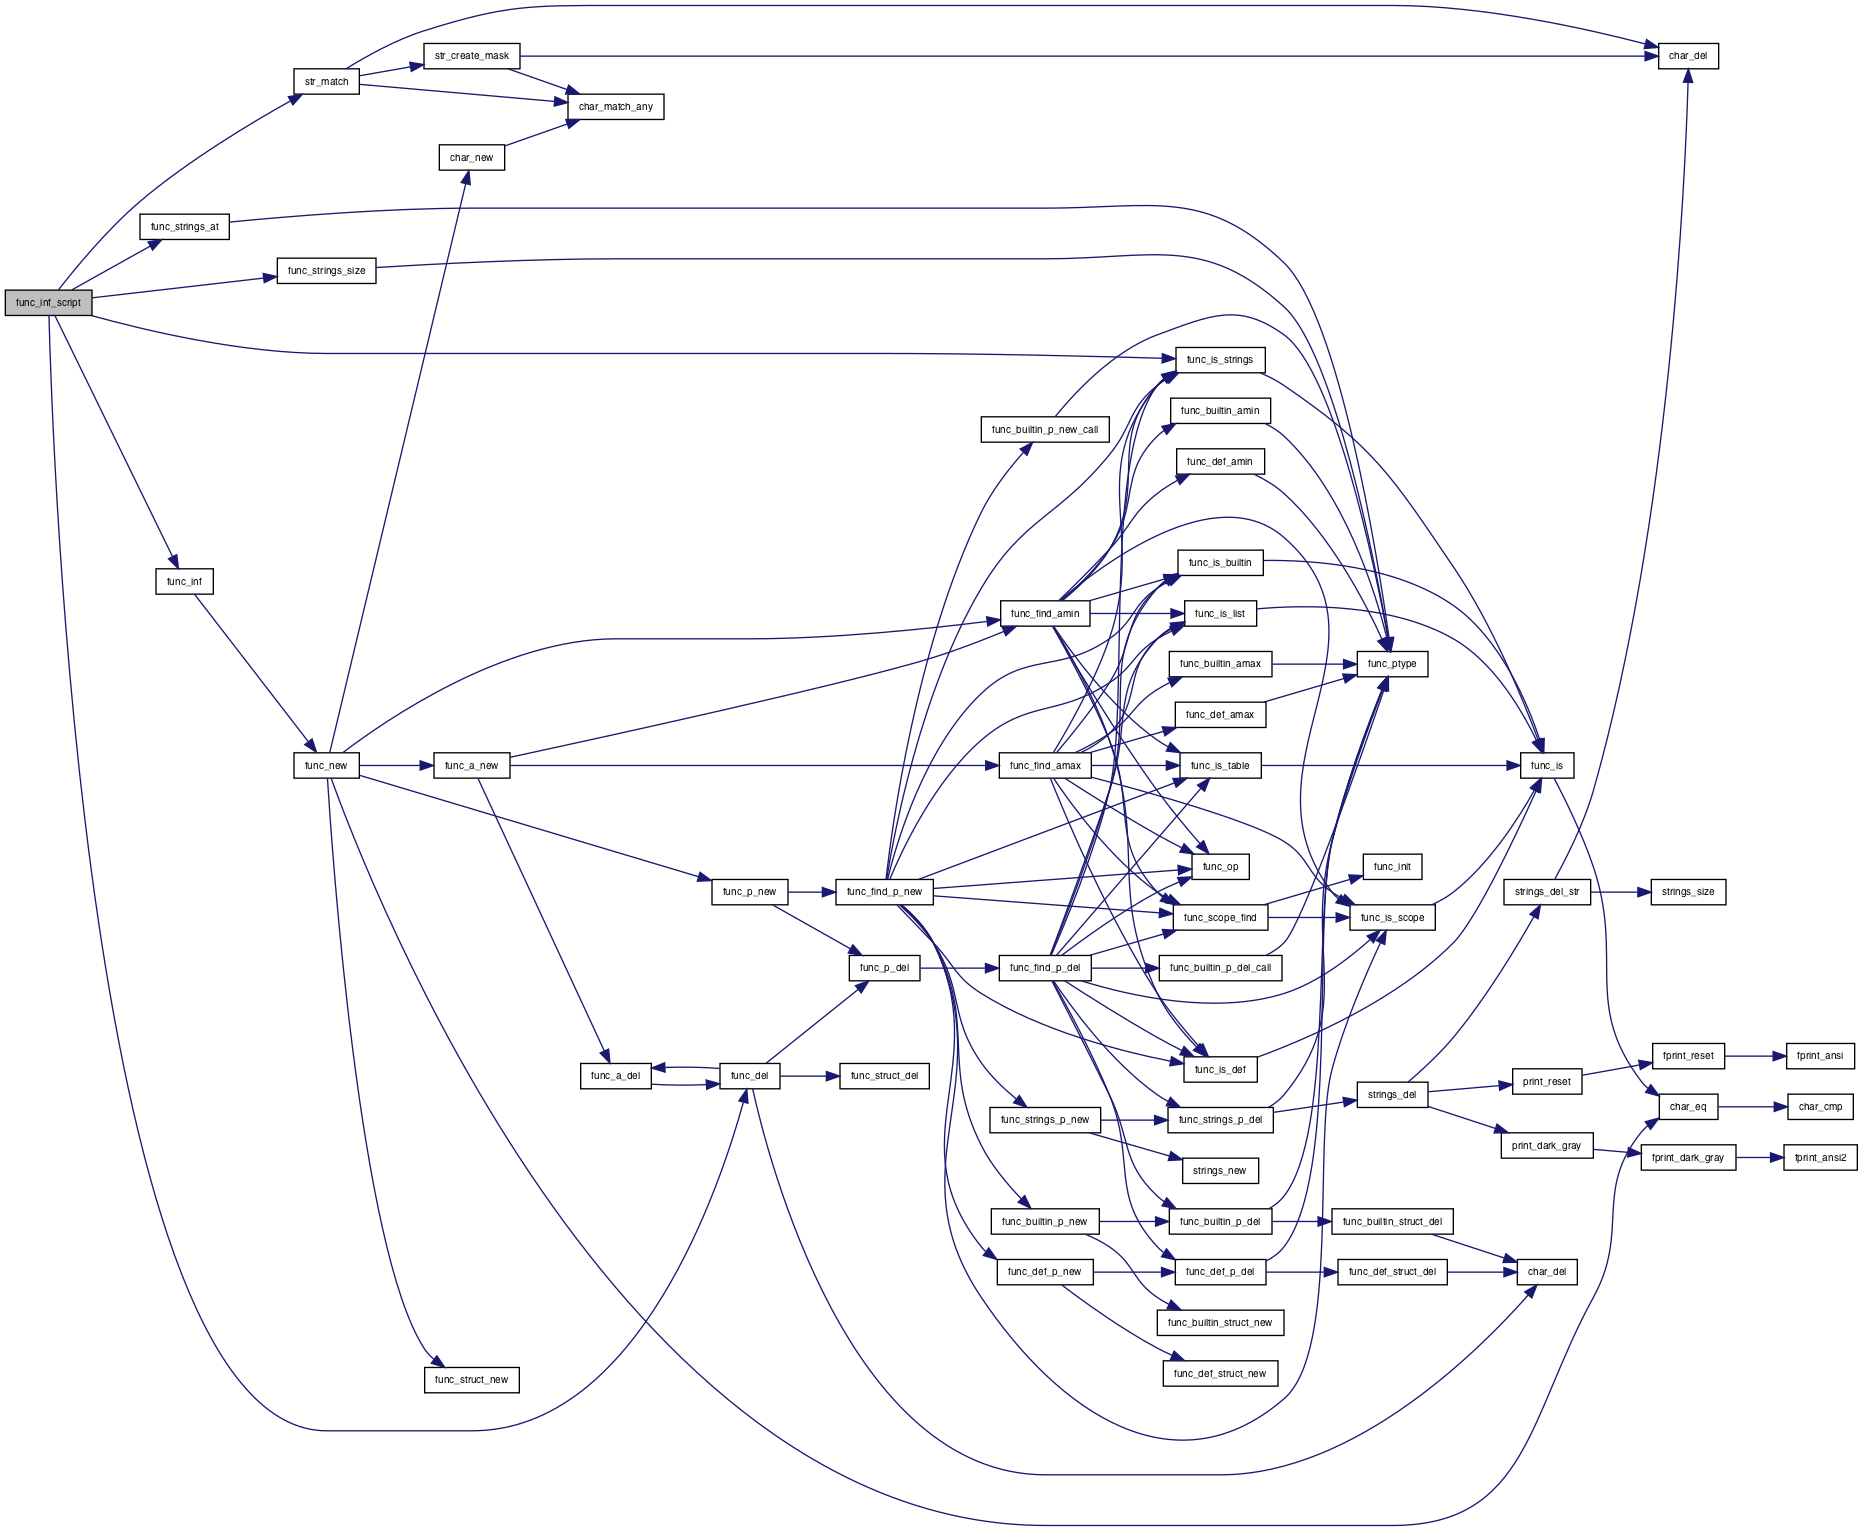 func_inf_script
str_match
str_create_mask
char_match_any
char_del
char_new
func_strings_at
func_strings_size
func_inf
func_new
func_a_new
func_p_new
func_find_p_new
func_p_del
func_a_del
func_del
func_struct_del
func_struct_new
func_builtin_p_new_call
func_find_amin
func_find_amax
func_find_p_del
func_strings_p_new
func_builtin_p_new
func_def_p_new
func_is_strings
func_builtin_amin
func_def_amin
func_is_builtin
func_is_list
func_builtin_amax
func_def_amax
func_is_table
func_op
func_scope_find
func_builtin_p_del_call
func_is_def
func_strings_p_del
strings_new
func_builtin_p_del
func_def_p_del
func_builtin_struct_new
func_def_struct_new
func_ptype
func_init
func_is_scope
strings_del
func_builtin_struct_del
func_def_struct_del
func_is
strings_del_str
print_reset
print_dark_gray
char_del
strings_size
fprint_reset
char_eq
fprint_dark_gray
fprint_ansi
char_cmp
fprint_ansi2